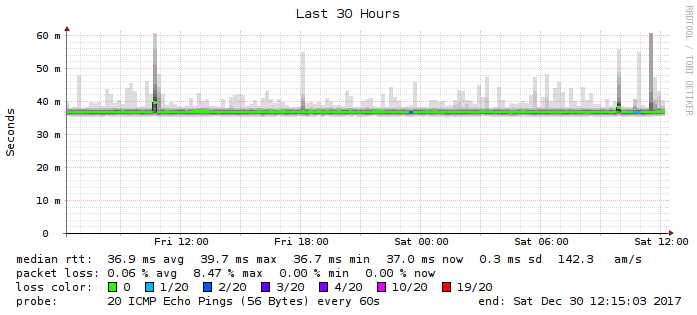 Last 30 Hours
RRDTOOL / TOBI OETIKER
Seconds
60 m
50 m
40 m
30 m
20 m
10 m
0
Fri 12:00 Fri 18:00 Sat 00:00 Sat 06:00 Sat 12:00
median rtt: 36.9 ms avg 39.7 ms max 36.7 ms min 37.0 ms now 0.3 ms sd 142.3 am/s
packet loss: 0.06 % avg 8.47 % max 0.00 % min 0.00 % now
loss color: 0 1/20 2/20 3/20 4/20 10/20 19/20
probe: 20 ICMP Echo Pings (56 Bytes) every 60s end: Sat Dec 30 12:15:03 2017